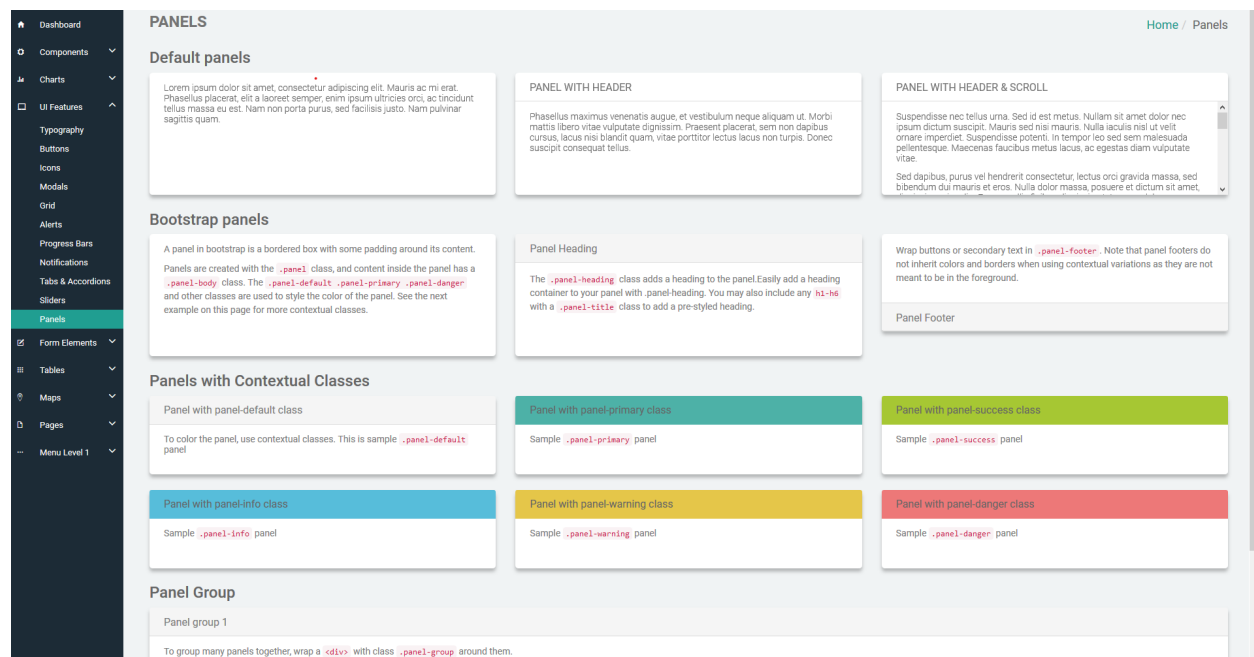 Dashboard
Components
Charts
UI Features
Typography
Buttons
Icons
Modals
Grid
Alerts
Progress Bars
Notifications
Tabs & Accordions
Sliders
Panels
Form Elements
Tables
Maps
Pages
Menu Level 1
PANELS
Home / Panels
Default panels
Lorem ipsum dolor sit amet, consectetur adipiscing elit. Mauris ac mi erat.
Phasellus placerat, elit a laoreet semper, enim ipsum ultricies orci, ac tincidunt
tellus massa eu est. Nam non porta purus, sed facilisis justo. Nam pulvinar
sagittis quam.
PANEL WITH HEADER
Phasellus maximus venenatis augue, et vestibulum neque aliquam ut. Morbi
mattis libero vitae vulputate dignissim. Praesent placerat, sem non dapibus
cursus, lacus nisi blandit quam, vitae porttitor lectus lacus non turpis. Donec
suscipit consequat tellus.
PANEL WITH HEADER & SCROLL
Suspendisse nec tellus urna. Sed id est metus. Nullam sit amet dolor nec
ipsum dictum suscipit. Mauris sed nisi mauris. Nulla iaculis nisl ut velit
ornare imperdiet. Suspendisse potenti. In tempor leo sed sem malesuada
pellentesque. Maecenas faucibus metus lacus, ac egestas diam vulputate
vitae.
Sed dapibus, purus vel hendrerit consectetur, lectus orci gravida massa, sed
bibendum dui mauris et eros. Nulla dolor massa, posuere et dictum sit amet,
Bootstrap panels
A panel in bootstrap is a bordered box with some padding around its content.
Panels are created with the .panel class, and content inside the panel has a
.panel-body class. The .panel-default .panel-primary .panel-danger
and other classes are used to style the color of the panel. See the next
example on this page for more contextual classes.
Panel Heading
The .panel-heading class adds a heading to the panel.Easily add a heading
container to your panel with .panel-heading. You may also include any h1-h6
with a .panel-title class to add a pre-styled heading.
Wrap buttons or secondary text in .panel-footer. Note that panel footers do
not inherit colors and borders when using contextual variations as they are not
meant to be in the foreground.
Panel Footer
Panels with Contextual Classes
Panel with panel-default class
To color the panel, use contextual classes. This is sample .panel-default
panel
Panel with panel-primary class
Sample .panel-primary panel
Panel with panel-success class
Sample .panel-success panel
Panel with panel-info class
Sample .panel-info panel
Panel with panel-warning class
Sample .panel-warning panel
Panel with panel-danger class
Sample .panel-danger panel
Panel Group
Panel group 1
To group many panels together, wrap a <div> with class .panel-group around them.